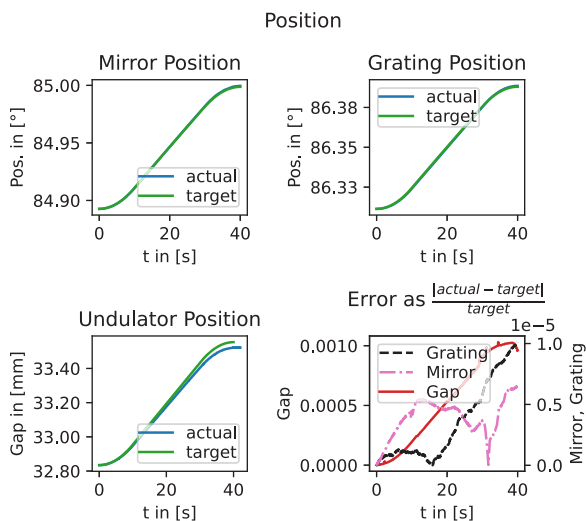 Position
Mirror Position
Pos. in [°]
85.00
84.95
84.90
actual
target
0 20 40
t in [s]
Grating Position
Pos. in [°]
86.38
86.35
86.33
actual
target
0 20 40
t in [s]
Undulator Position
Gap in [mm]
33.40
33.20
33.00
32.80
actual
target
0 20 40
t in [s]
Error as |actual − target| / target
1e-5
Gap
0.0010
0.0005
0.0000
Grating
Mirror
Gap
1.0
0.5
0.0
Mirror, Grating
0 20 40
t in [s]